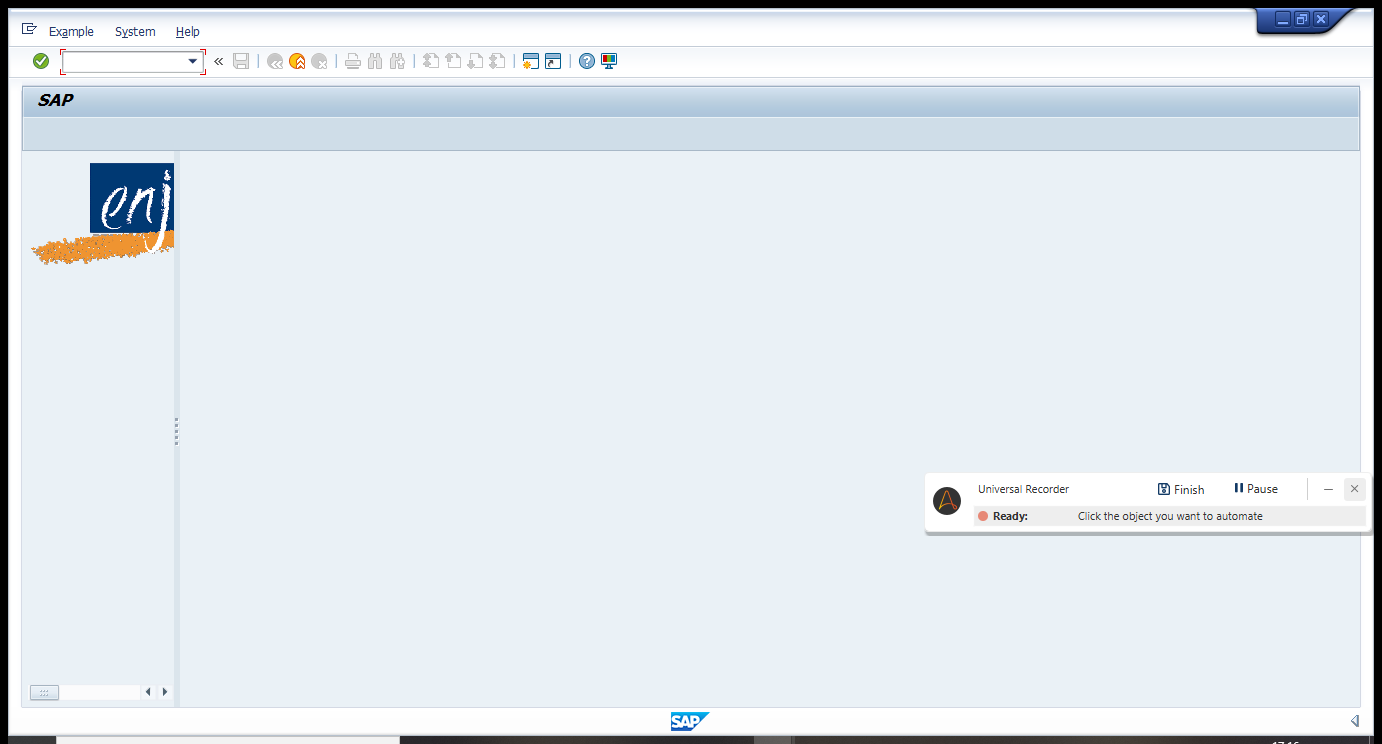 Example System Help
«
SAP
enj
Universal Recorder Finish Pause
Ready: Click the object you want to automate
SAP